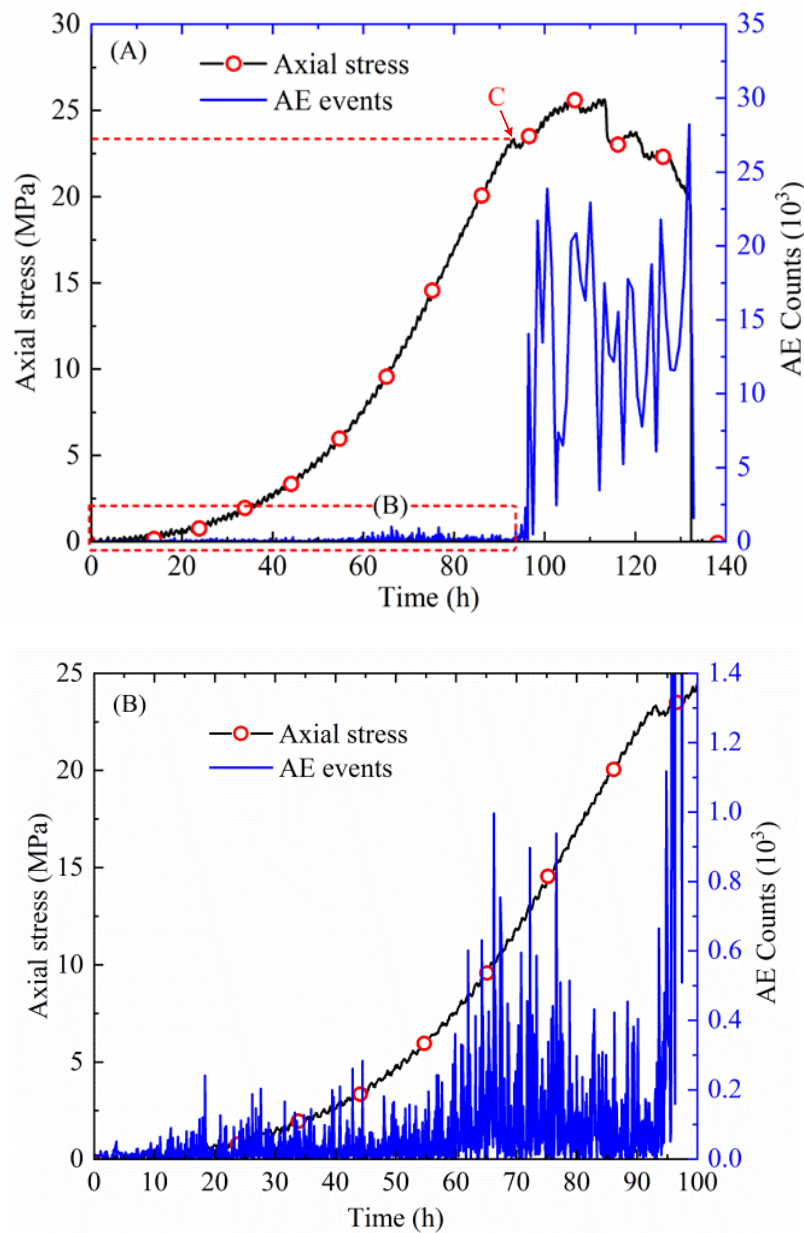 (A)
Axial stress
AE events
C
(B)
30
25
20
15
10
5
0
Axial stress (MPa)
35
30
25
20
15
10
5
0
AE Counts (10³)
0 20 40 60 80 100 120 140
Time (h)
(B)
Axial stress
AE events
25
20
15
10
5
0
Axial stress (MPa)
1.4
1.3
1.2
1.0
0.8
0.6
0.4
0.2
0.0
AE Counts (10³)
0 10 20 30 40 50 60 70 80 90 100
Time (h)